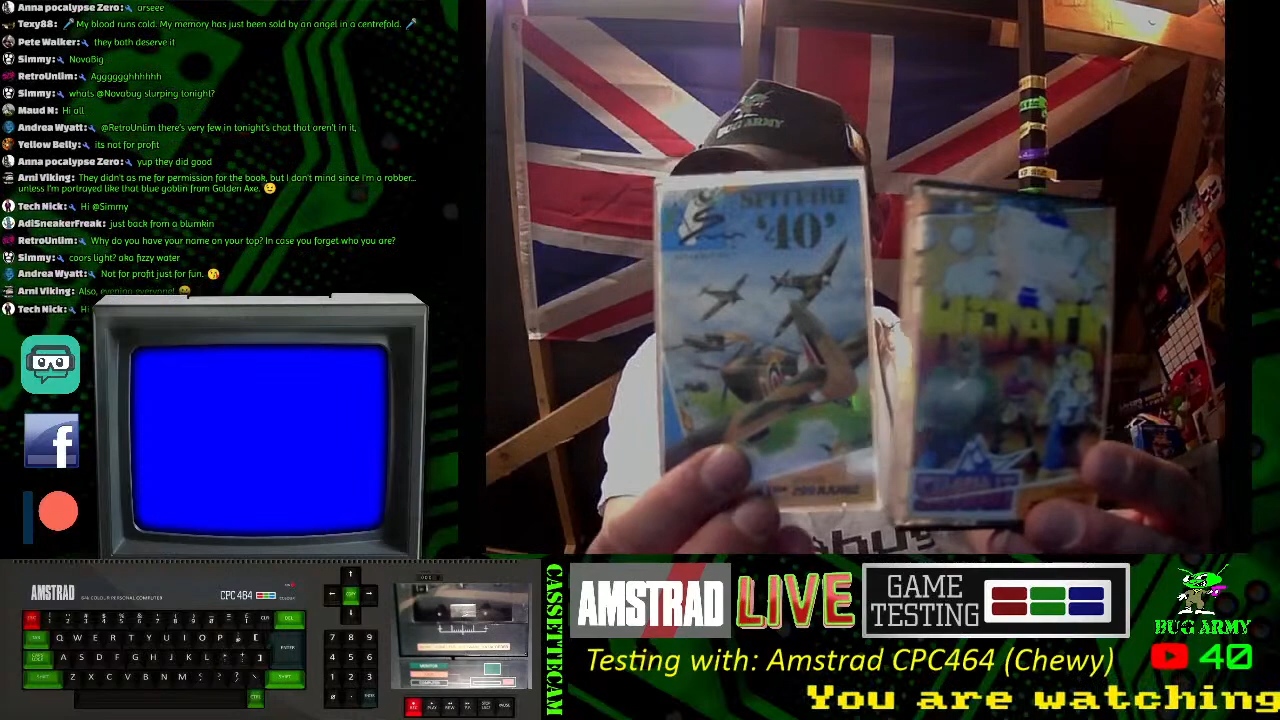 Anna pocalypse Zero: arseee
Texy88: My blood runs cold. My memory has just been sold by an angel in a centrefold.
Pete Walker: they both deserve it
Simmy: NovaBig
RetroUnlim: Agggggghhhhhh
Simmy: whats @Novabug slurping tonight?
Maud N: Hi all
Andrea Wyatt: @RetroUnlim there's very few in tonight's chat that aren't in it,
Yellow Belly: its not for profit
Anna pocalypse Zero: yup they did good
Arni Viking: They didn't as me for permission for the book, but I don't mind since I'm a robber...
unless I'm portrayed like that blue goblin from Golden Axe.
Tech Nick: Hi @Simmy
AdiSneakerFreak: just back from a blumkin
RetroUnlim: Why do you have your name on your top? In case you forget who you are?
Simmy: coors light? aka fizzy water
Andrea Wyatt: Not for profit just for fun.
Arni Viking: Also, evening everyone!
Tech Nick: Hi
BUG ARMY
'40'
AMSTRAD
64K COLOUR PERSONAL COMPUTER
CPC 464
COPY
CASSETTECAM
AMSTRAD
LIVE
GAME
TESTING
BUG ARMY
Testing with: Amstrad CPC464 (Chewy)
40
You are watching